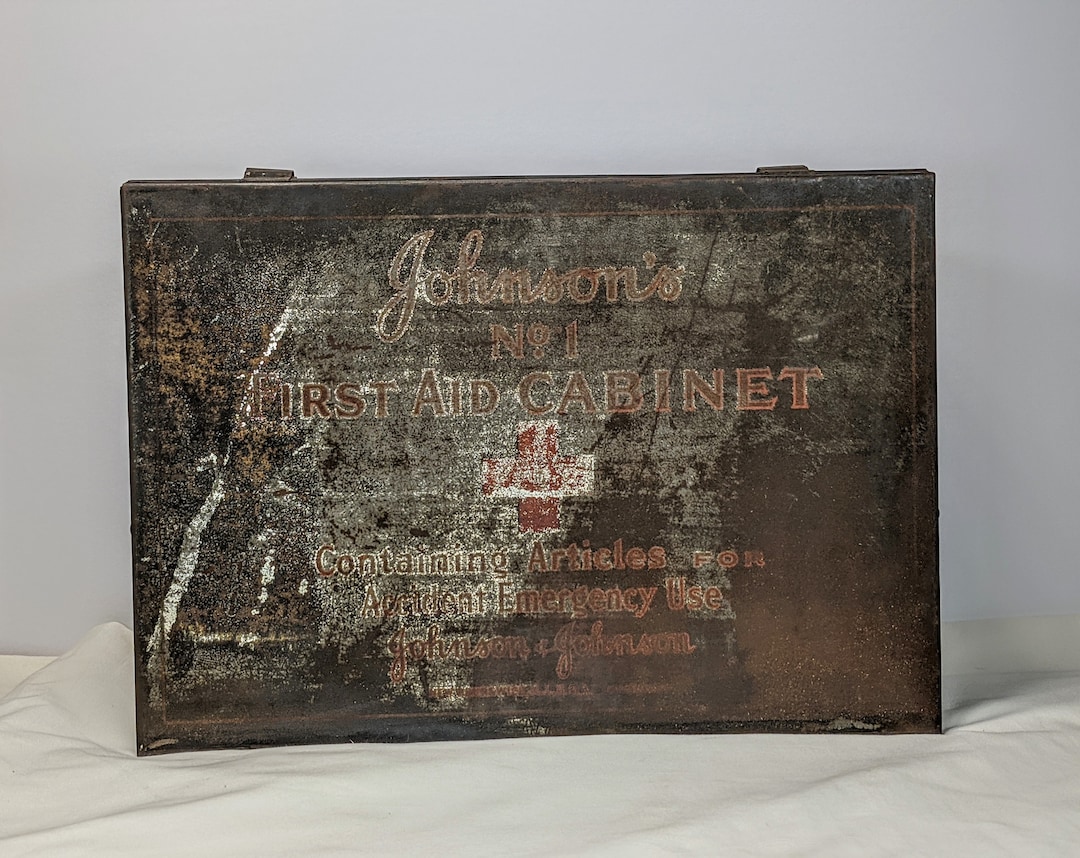 Johnson's
Nº 1
FIRST AID CABINET
Containing Articles FOR
Accident Emergency Use
Johnson & Johnson